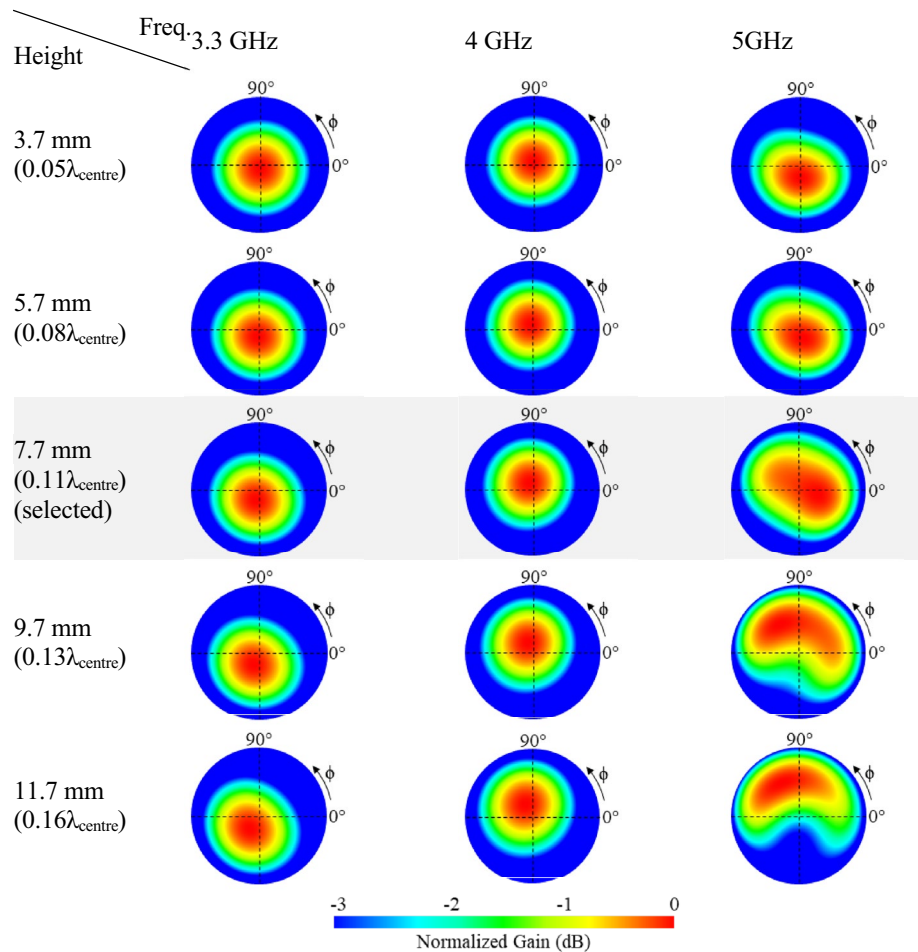 Freq. 3.3 GHz 4 GHz 5GHz
Height
90° 90° 90°
ϕ ϕ ϕ
3.7 mm
(0.05λcentre)
0° 0° 0°
90° 90° 90°
ϕ ϕ ϕ
5.7 mm
(0.08λcentre)
0° 0° 0°
90° 90° 90°
ϕ ϕ ϕ
7.7 mm
(0.11λcentre)
(selected)
0° 0° 0°
90° 90° 90°
ϕ ϕ ϕ
9.7 mm
(0.13λcentre)
0° 0° 0°
90° 90° 90°
ϕ ϕ ϕ
11.7 mm
(0.16λcentre)
0° 0° 0°
-3 -2 -1 0
Normalized Gain (dB)